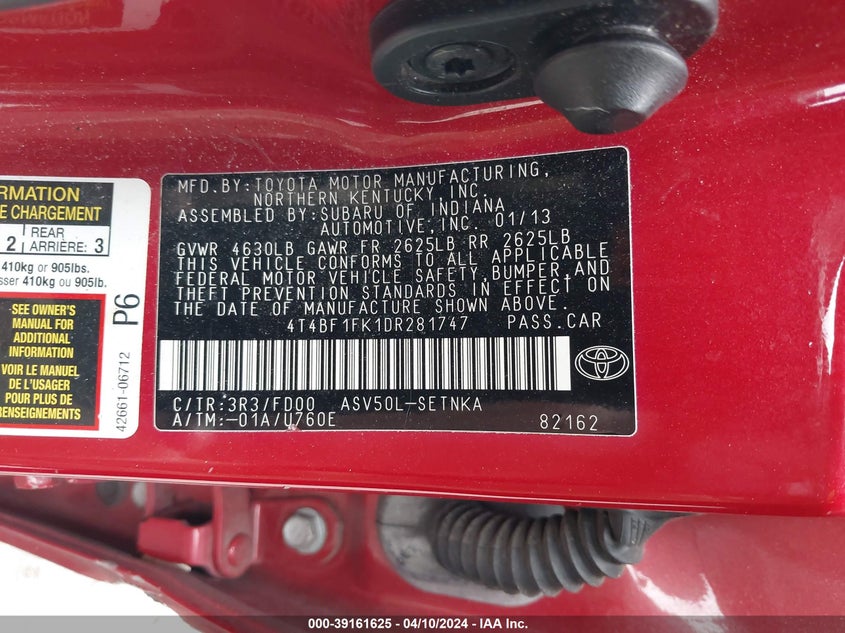 MFD.BY:TOYOTA MOTOR MANUFACTURING,
NORTHERN KENTUCKY, INC.
ASSEMBLED BY:SUBARU OF INDIANA
AUTOMOTIVE,INC. 01/13
GVWR 4630LB GAWR FR 2625LB RR 2625LB
THIS VEHICLE CONFORMS TO ALL APPLICABLE
FEDERAL MOTOR VEHICLE SAFETY,BUMPER,AND
THEFT PREVENTION STANDARDS IN EFFECT ON
THE DATE OF MANUFACTURE SHOWN ABOVE.
4T4BF1FK1DR281747 PASS.CAR
C/TR:3R3/FD00 ASV50L-SETNKA
A/TM:-01A/U760E
82162
TOYOTA
RMATION
E CHARGEMENT
2 REAR
ARRIÈRE: 3
410kg or 905lbs.
sser 410kg ou 905lb.
SEE OWNER'S
MANUAL FOR
ADDITIONAL
INFORMATION
VOIR LE MANUEL
DE L'USAGER
POUR PLUS DE
RENSEIGNEMENTS
P6
42661-06712
000-39161625 - 04/10/2024 - IAA Inc.